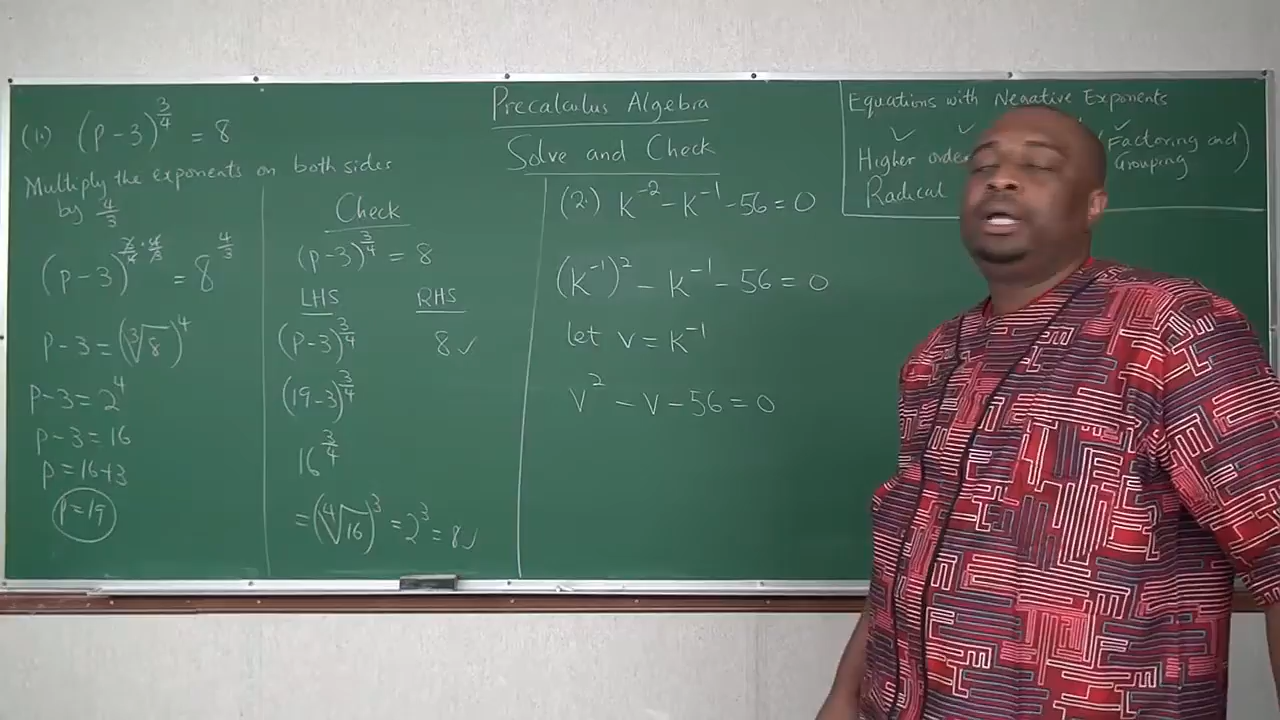 Precalculus Algebra
Solve and Check
Equations with Negative Exponents
Higher order (Factoring and Grouping)
Radical
(1.) (P-3)^{3/4} = 8
Multiply the exponents on both sides
by 4/3
(P-3)^{3/4 · 4/3} = 8^{4/3}
P-3 = (∛8)^4
P-3 = 2^4
P-3 = 16
P = 16+3
P=19
Check
(P-3)^{3/4} = 8
LHS RHS
(P-3)^{3/4} 8✓
(19-3)^{3/4}
16^{3/4}
= (∜16)^3 = 2^3 = 8✓
(2.) K^{-2} - K^{-1} - 56 = 0
(K^{-1})^2 - K^{-1} - 56 = 0
let V = K^{-1}
V^2 - V - 56 = 0